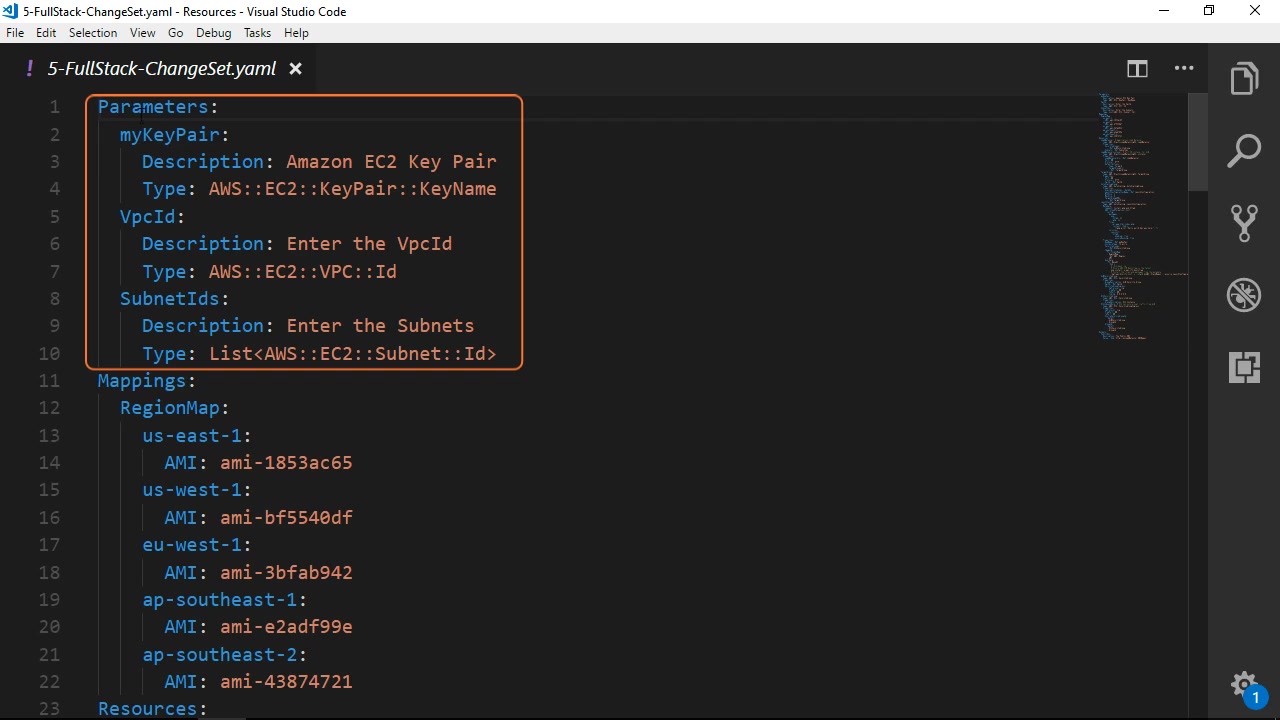 5-FullStack-ChangeSet.yaml - Resources - Visual Studio Code
File Edit Selection View Go Debug Tasks Help
! 5-FullStack-ChangeSet.yaml ×
1 Parameters:
2 myKeyPair:
3 Description: Amazon EC2 Key Pair
4 Type: AWS::EC2::KeyPair::KeyName
5 VpcId:
6 Description: Enter the VpcId
7 Type: AWS::EC2::VPC::Id
8 SubnetIds:
9 Description: Enter the Subnets
10 Type: List<AWS::EC2::Subnet::Id>
11 Mappings:
12 RegionMap:
13 us-east-1:
14 AMI: ami-1853ac65
15 us-west-1:
16 AMI: ami-bf5540df
17 eu-west-1:
18 AMI: ami-3bfab942
19 ap-southeast-1:
20 AMI: ami-e2adf99e
21 ap-southeast-2:
22 AMI: ami-43874721
23 Resources:
1